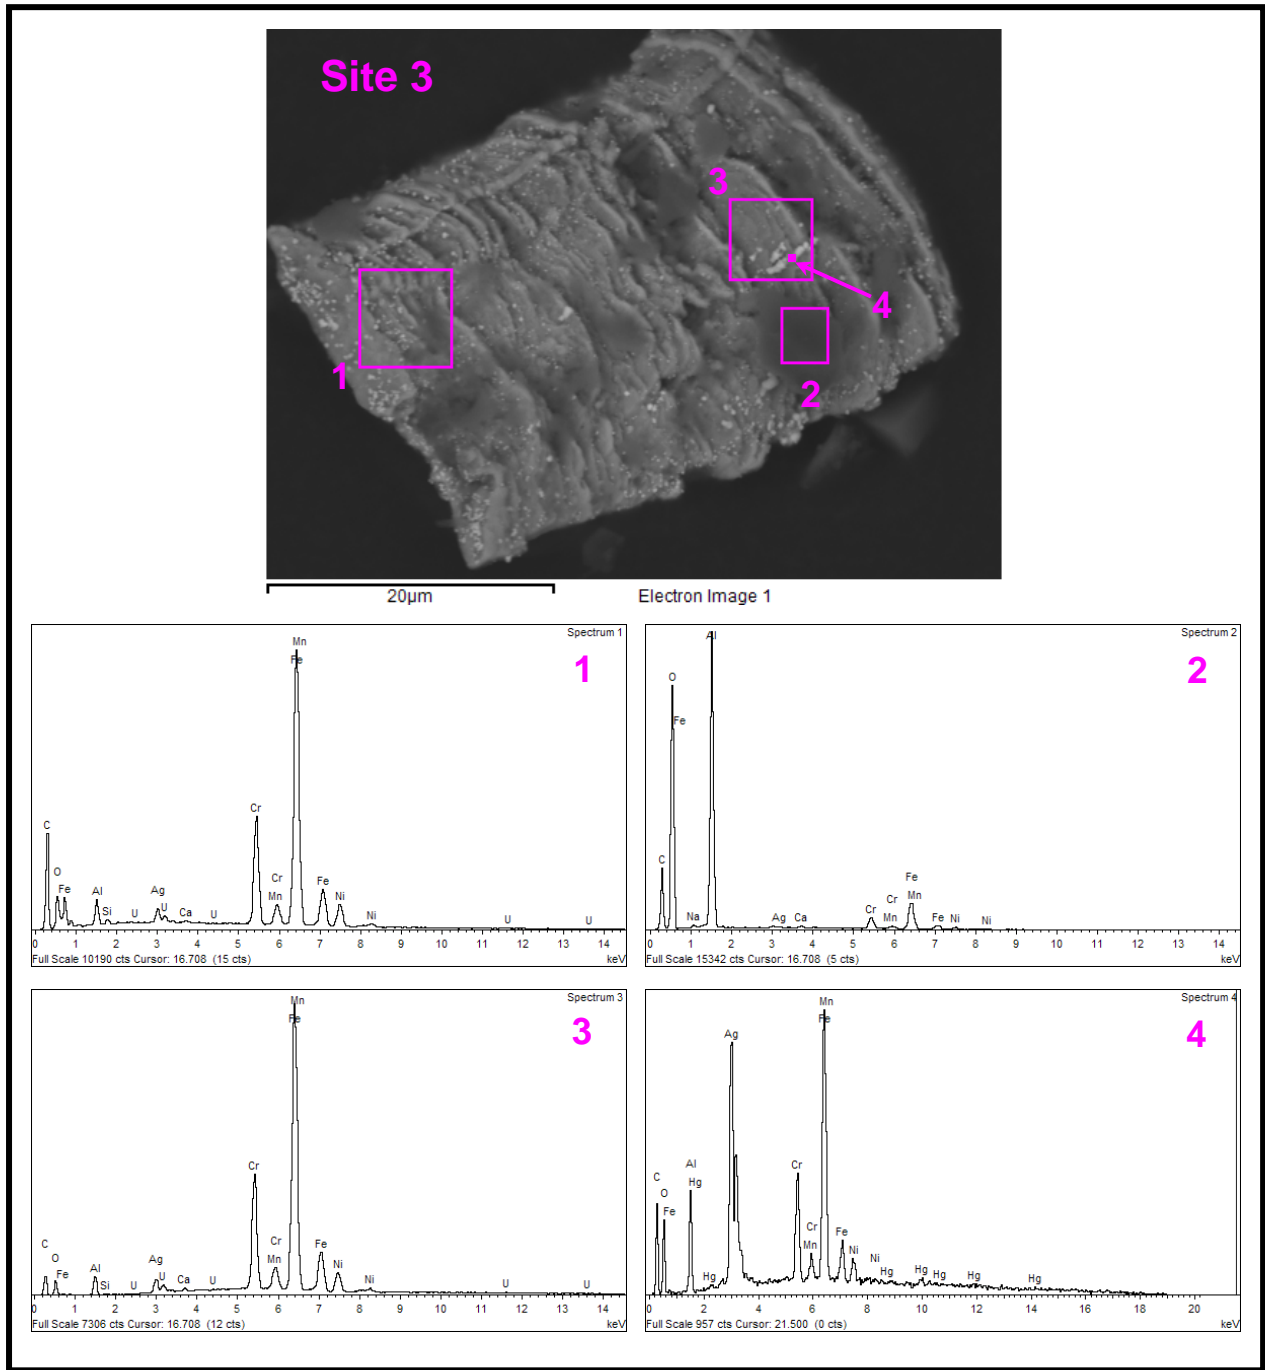 Site 3
3
4
1
2
20µm
Electron Image 1
Spectrum 1
1
Mn
Fe
Cr
C
O
Fe
Al
Si
U
Ag
U
Ca
U
Cr
Mn
Fe
Ni
Ni
U
U
0 1 2 3 4 5 6 7 8 9 10 11 12 13 14
Full Scale 10190 cts Cursor: 16.708 (15 cts)
keV
Spectrum 2
2
Al
O
Fe
C
Na
Ag
Ca
Cr
Cr
Mn
Fe
Mn
Fe
Ni
Ni
0 1 2 3 4 5 6 7 8 9 10 11 12 13 14
Full Scale 15342 cts Cursor: 16.708 (5 cts)
keV
Spectrum 3
3
Mn
Fe
Cr
C
O
Fe
Al
Si
U
Ag
U
Ca
U
Cr
Mn
Fe
Ni
Ni
U
U
0 1 2 3 4 5 6 7 8 9 10 11 12 13 14
Full Scale 7306 cts Cursor: 16.708 (12 cts)
keV
Spectrum 4
4
Mn
Fe
Ag
C
O
Fe
Al
Hg
Hg
Cr
Cr
Mn
Fe
Ni
Ni
Hg
Hg
Hg
Hg
Hg
0 2 4 6 8 10 12 14 16 18 20
Full Scale 957 cts Cursor: 21.500 (0 cts)
keV